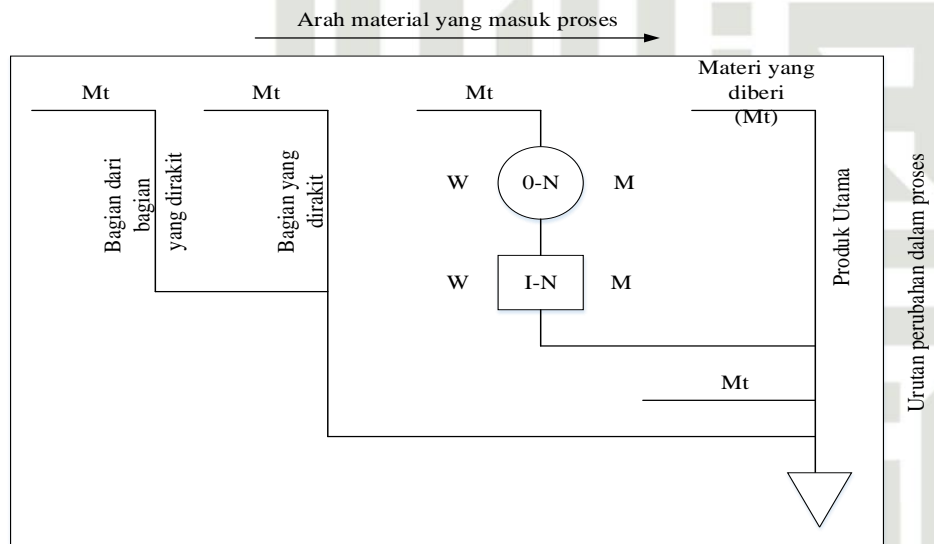 Arah material yang masuk proses
Mt
Mt
Mt
Materi yang
diberi
(Mt)
Bagian dari
bagian
yang dirakit
Bagian yang
dirakit
W
0-N
M
W
I-N
M
Produk Utama
Urutan perubahan dalam proses
Mt